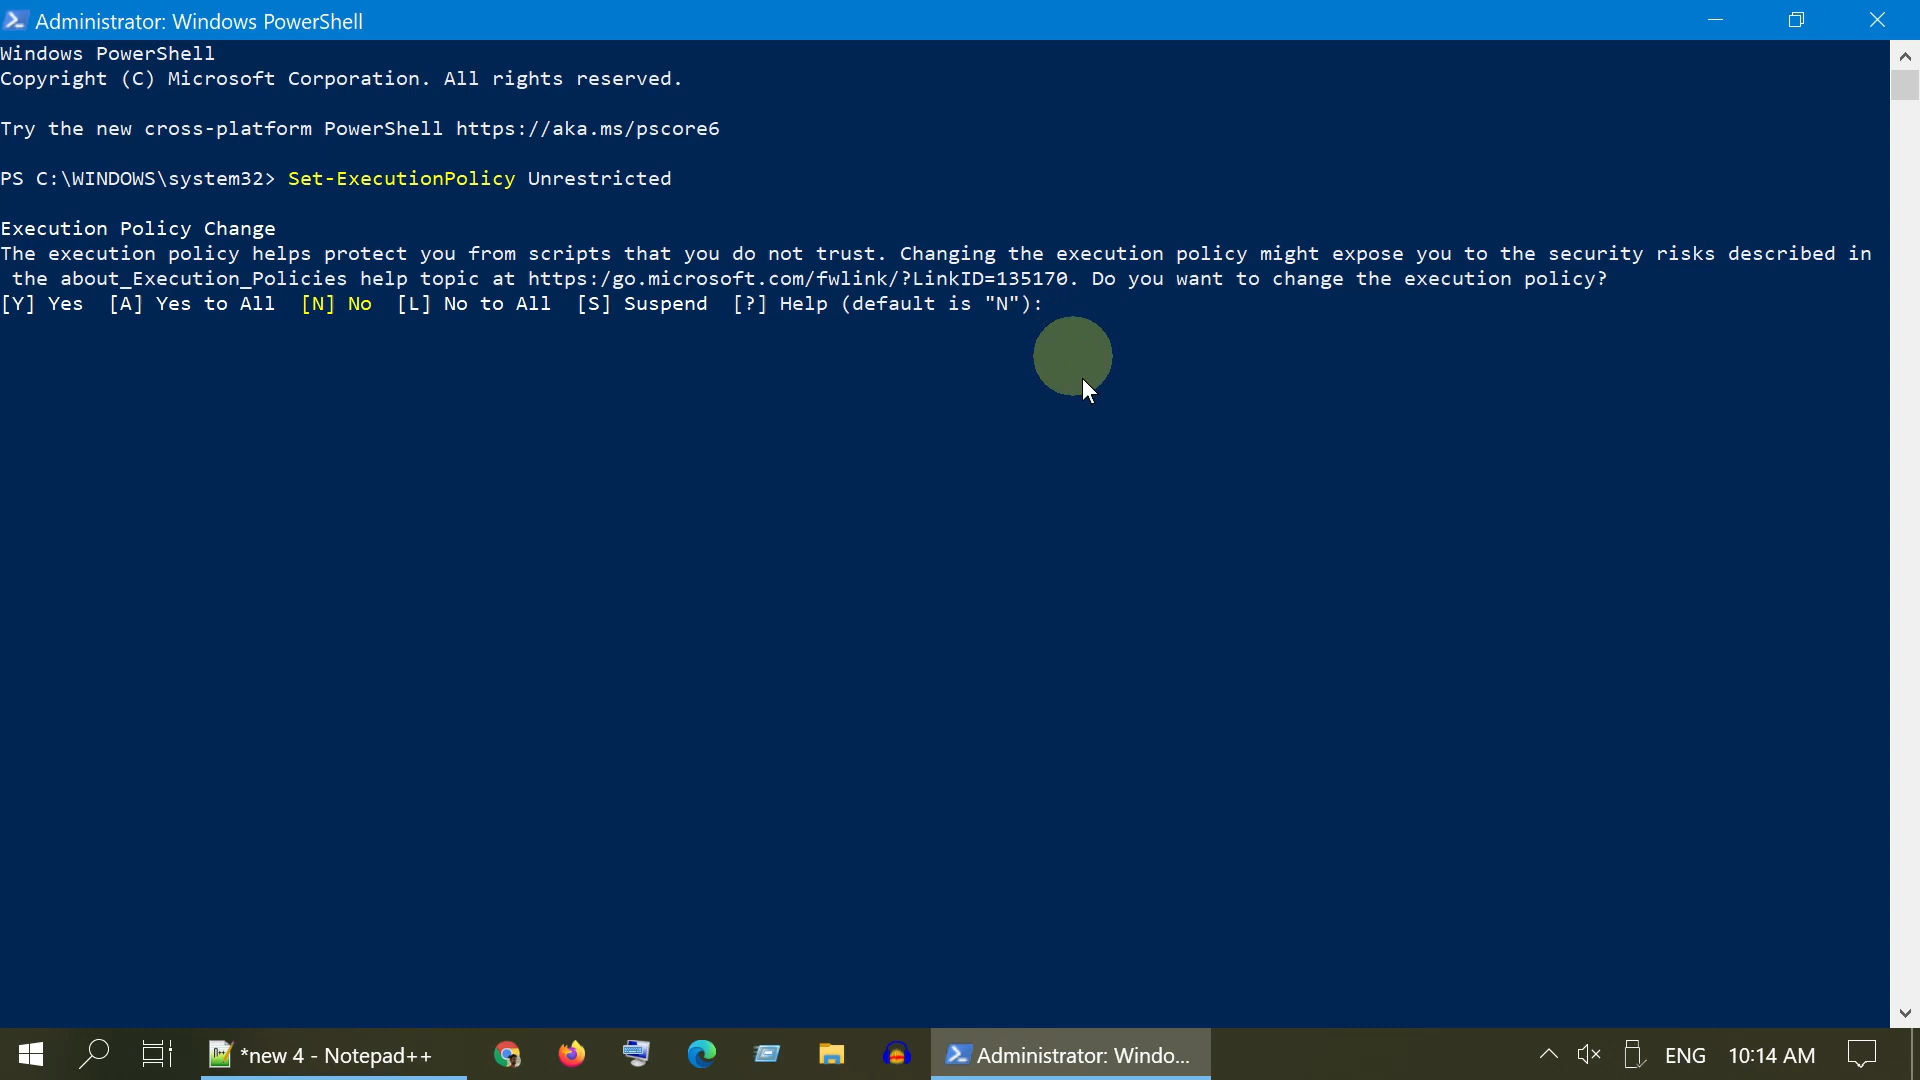 Administrator: Windows PowerShell
Windows PowerShell
Copyright (C) Microsoft Corporation. All rights reserved.
Try the new cross-platform PowerShell https://aka.ms/pscore6
PS C:\WINDOWS\system32> Set-ExecutionPolicy Unrestricted
Execution Policy Change
The execution policy helps protect you from scripts that you do not trust. Changing the execution policy might expose you to the security risks described in
the about_Execution_Policies help topic at https:/go.microsoft.com/fwlink/?LinkID=135170. Do you want to change the execution policy?
[Y] Yes  [A] Yes to All  [N] No  [L] No to All  [S] Suspend  [?] Help (default is "N"):
*new 4 - Notepad++
Administrator: Windo...
ENG
10:14 AM